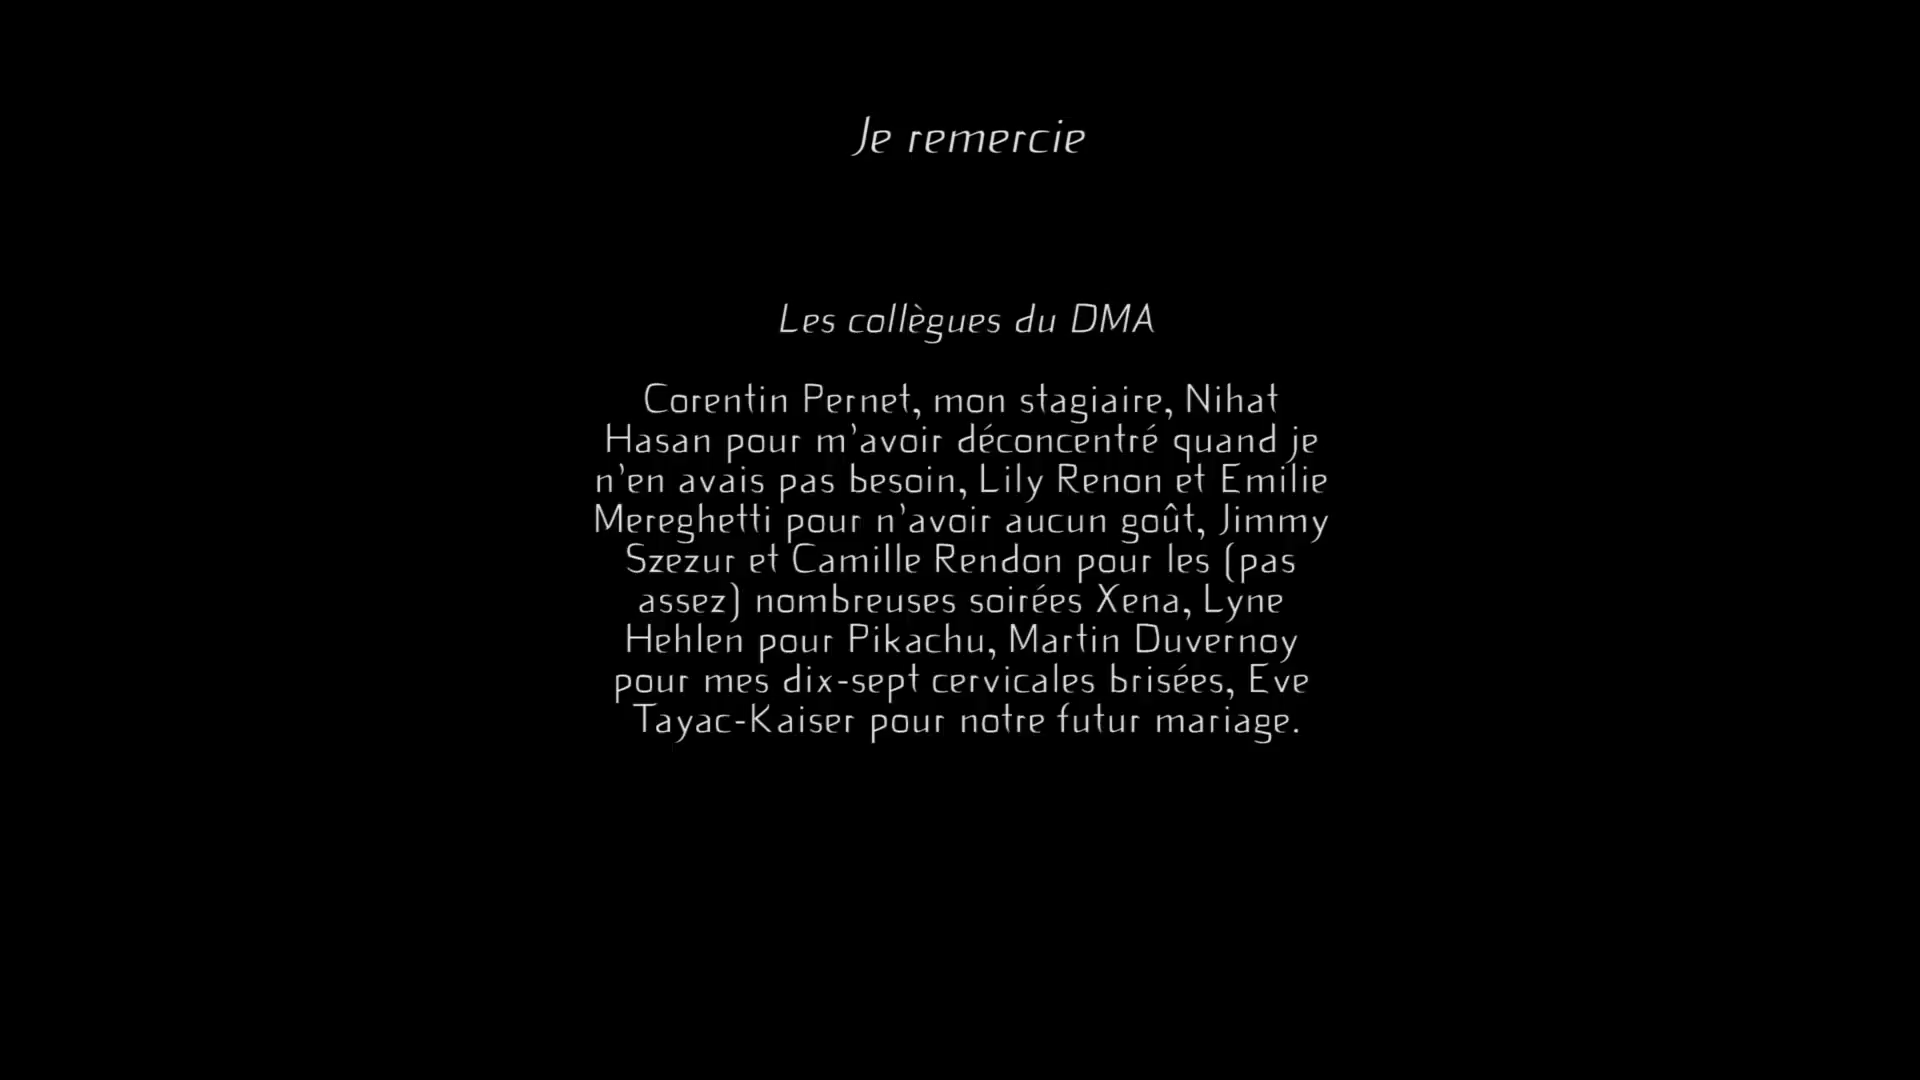 Je remercie
Les collègues du DMA
Corentin Pernet, mon stagiaire, Nihat
Hasan pour m'avoir déconcentré quand je
n'en avais pas besoin, Lily Renon et Emilie
Mereghetti pour n'avoir aucun goût, Jimmy
Szezur et Camille Rendon pour les (pas
assez) nombreuses soirées Xena, Lyne
Hehlen pour Pikachu, Martin Duvernoy
pour mes dix-sept cervicales brisées, Eve
Tayac-Kaiser pour notre futur mariage.